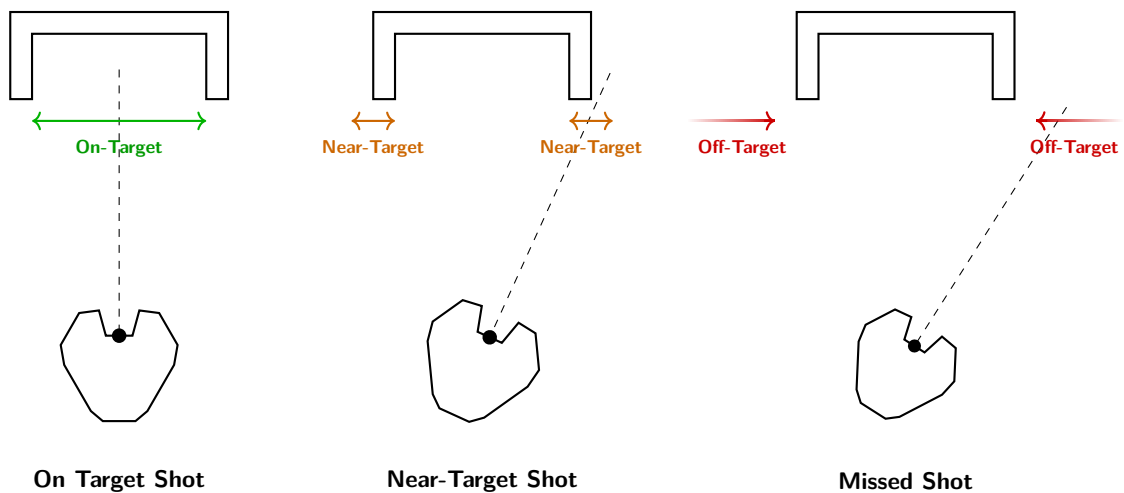 On-Target
Near-Target
Near-Target
Off-Target
Off-Target
On Target Shot
Near-Target Shot
Missed Shot